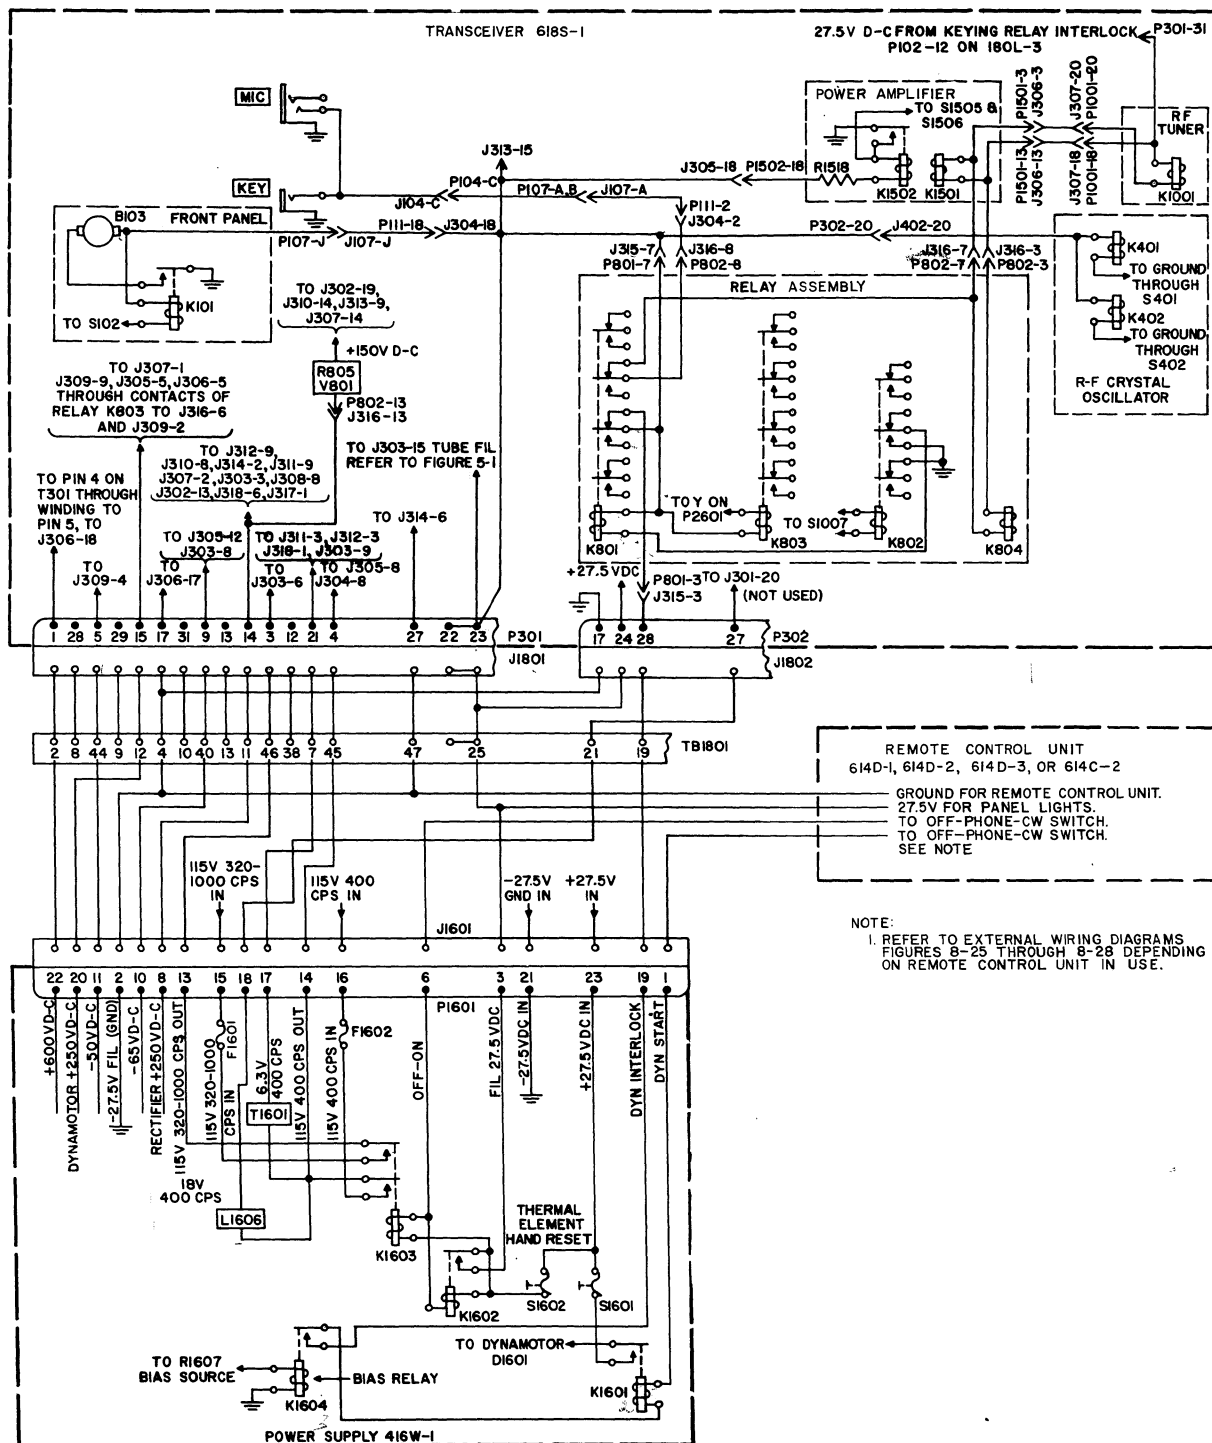 TRANSCEIVER 618S-1
27.5V D-C FROM KEYING RELAY INTERLOCK
P102-12 ON 180L-3
P301-31
MIC
KEY
J313-15
P104-C
J104-C
P107-A,B
J107-A
P111-2
J304-2
J305-18
P1502-18
POWER AMPLIFIER
TO S1505 &
S1506
R1518
K1502
K1501
P1501-3
J306-3
J307-20
P1001-20
P1501-13
J306-13
J307-18
P1001-18
RF
TUNER
K1001
B103
FRONT PANEL
P107-J
J107-J
P111-18
J304-18
K101
TO S102
P302-20
J402-20
J315-7
P801-7
J316-8
P802-8
J316-7
P802-7
J316-3
P802-3
K401
TO GROUND
THROUGH
S401
K402
TO GROUND
THROUGH
S402
R-F CRYSTAL
OSCILLATOR
RELAY ASSEMBLY
TO J302-19,
J310-14,J313-9,
J307-14
+150V D-C
R805
V801
P802-13
J316-13
TO J307-1
J309-9,J305-5,J306-5
THROUGH CONTACTS OF
RELAY K803 TO J316-6
AND J309-2
TO J303-15 TUBE FIL
REFER TO FIGURE 5-1
TO J312-9,
J310-8,J314-2,J311-9
J307-2,J303-3,J308-8
J302-13,J318-6,J317-1
TO PIN 4 ON
T301 THROUGH
WINDING TO
PIN 5, TO
J306-18
TO J314-6
TO J305-12
J303-8
TO J311-3, J312-3
J318-1, J303-9
TO
J309-4
TO
J306-17
TO
J303-6
TO J305-8
J304-8
TO Y ON
P2601
TO S1007
K801
K803
K802
K804
+27.5 VDC
P801-3
J315-3
TO J301-20
(NOT USED)
1 28 5 29 15 17 31 9 13 14 3 12 21 4 27 22 23
P301
J1801
17 24 28 27
P302
J1802
2 8 44 9 12 4 10 40 13 11 46 38 7 45 47 25 21 19
TB1801
REMOTE CONTROL UNIT
614D-1, 614D-2, 614D-3, OR 614C-2
GROUND FOR REMOTE CONTROL UNIT.
27.5V FOR PANEL LIGHTS.
TO OFF-PHONE-CW SWITCH.
TO OFF-PHONE-CW SWITCH.
SEE NOTE
115V 320-
1000 CPS
IN
115V 400
CPS IN
-27.5V
GND IN
+27.5V
IN
NOTE:
1. REFER TO EXTERNAL WIRING DIAGRAMS
FIGURES 8-25 THROUGH 8-28 DEPENDING
ON REMOTE CONTROL UNIT IN USE.
J1601
22 20 11 2 10 8 13 15 18 17 14 16 6 3 21 23 19 1
P1601
+600VD-C
DYNAMOTOR +250VD-C
-50VD-C
-27.5V FIL (GND)
-65VD-C
RECTIFIER +250VD-C
115V 320-1000 CPS OUT
115V 320-1000
CPS IN
F1601
6.3V
400 CPS
115V 400 CPS OUT
115V 400 CPS IN
F1602
OFF-ON
FIL 27.5VDC
-27.5VDC IN
+27.5VDC IN
DYN INTERLOCK
DYN START
T1601
18V
400 CPS
L1606
K1603
THERMAL
ELEMENT
HAND RESET
K1602
S1602
S1601
TO DYNAMOTOR
D1601
TO R1607
BIAS SOURCE
BIAS RELAY
K1604
K1601
POWER SUPPLY 416W-1